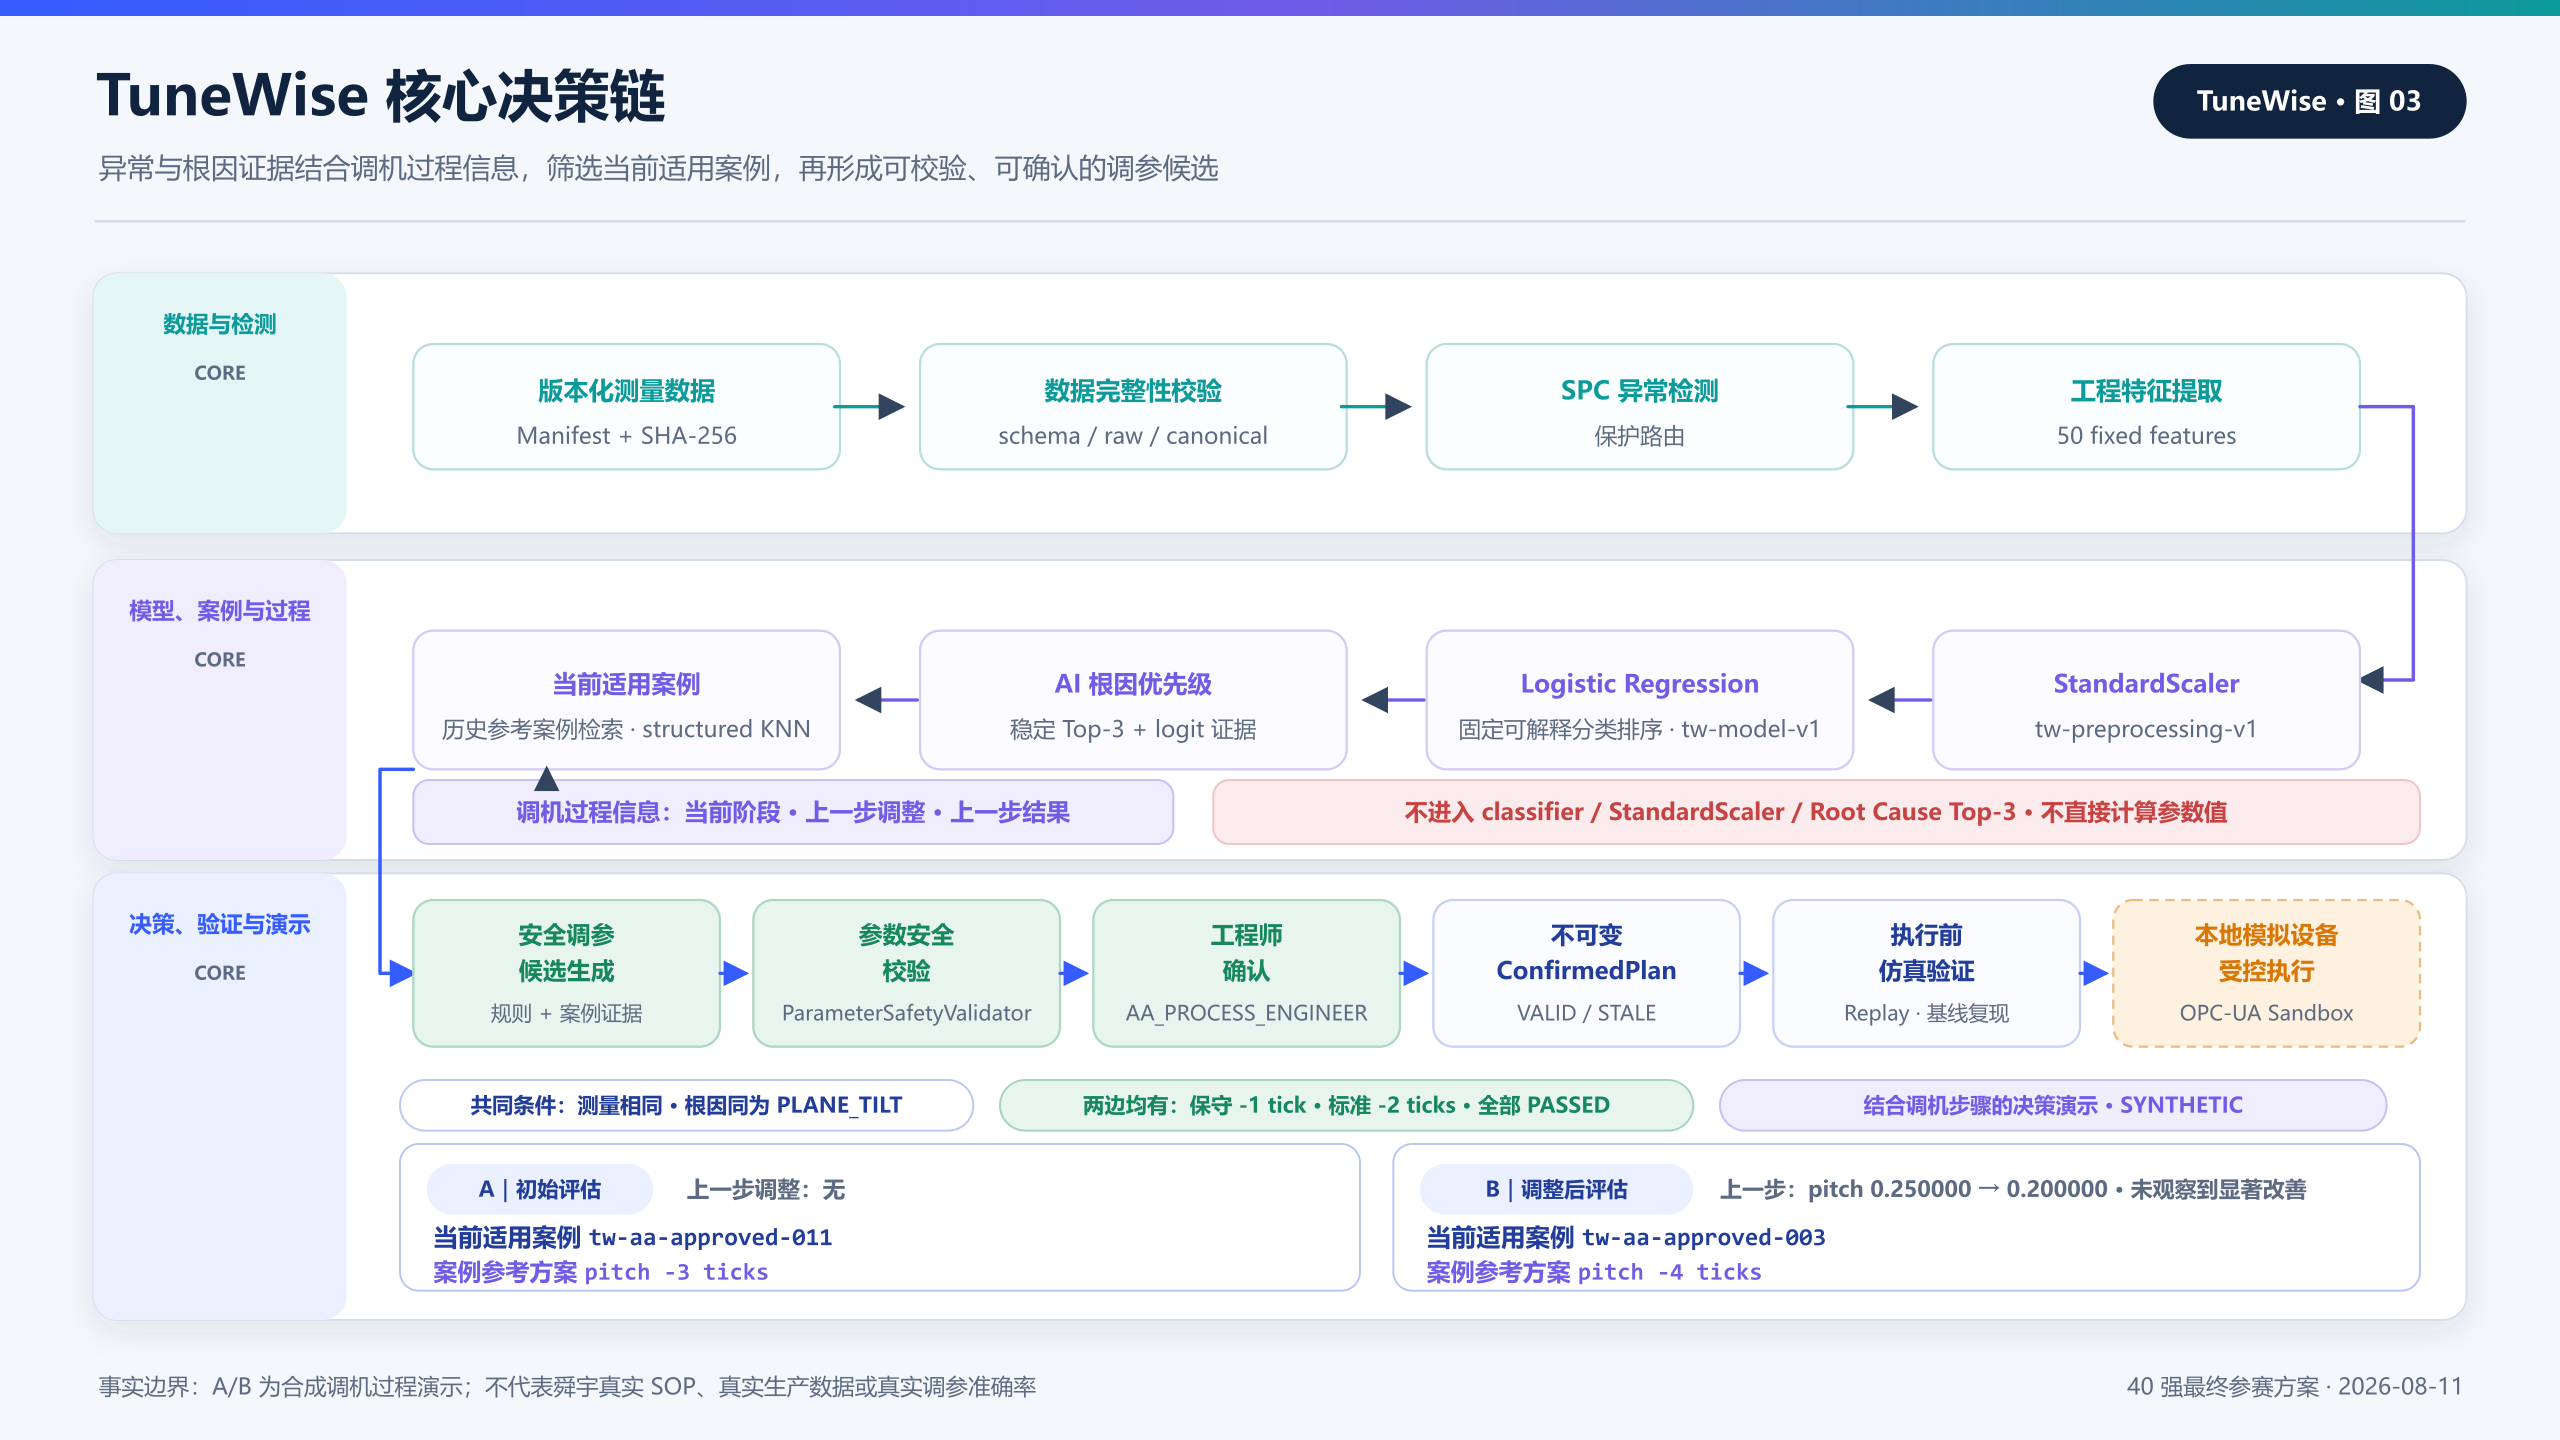 TuneWise 核心决策链
TuneWise • 图 03
异常与根因证据结合调机过程信息，筛选当前适用案例，再形成可校验、可确认的调参候选
数据与检测
CORE
版本化测量数据
Manifest + SHA-256
数据完整性校验
schema / raw / canonical
SPC 异常检测
保护路由
工程特征提取
50 fixed features
模型、案例与过程
CORE
当前适用案例
历史参考案例检索 · structured KNN
AI 根因优先级
稳定 Top-3 + logit 证据
Logistic Regression
固定可解释分类排序 · tw-model-v1
StandardScaler
tw-preprocessing-v1
调机过程信息：当前阶段 • 上一步调整 • 上一步结果
不进入 classifier / StandardScaler / Root Cause Top-3 • 不直接计算参数值
决策、验证与演示
CORE
安全调参
候选生成
规则 + 案例证据
参数安全
校验
ParameterSafetyValidator
工程师
确认
AA_PROCESS_ENGINEER
不可变
ConfirmedPlan
VALID / STALE
执行前
仿真验证
Replay · 基线复现
本地模拟设备
受控执行
OPC-UA Sandbox
共同条件：测量相同 • 根因同为 PLANE_TILT
两边均有：保守 -1 tick • 标准 -2 ticks • 全部 PASSED
结合调机步骤的决策演示 • SYNTHETIC
A | 初始评估
上一步调整：无
当前适用案例 tw-aa-approved-011
案例参考方案 pitch -3 ticks
B | 调整后评估
上一步：pitch 0.250000 → 0.200000 • 未观察到显著改善
当前适用案例 tw-aa-approved-003
案例参考方案 pitch -4 ticks
事实边界：A/B 为合成调机过程演示；不代表舜宇真实 SOP、真实生产数据或真实调参准确率
40 强最终参赛方案 · 2026-08-11